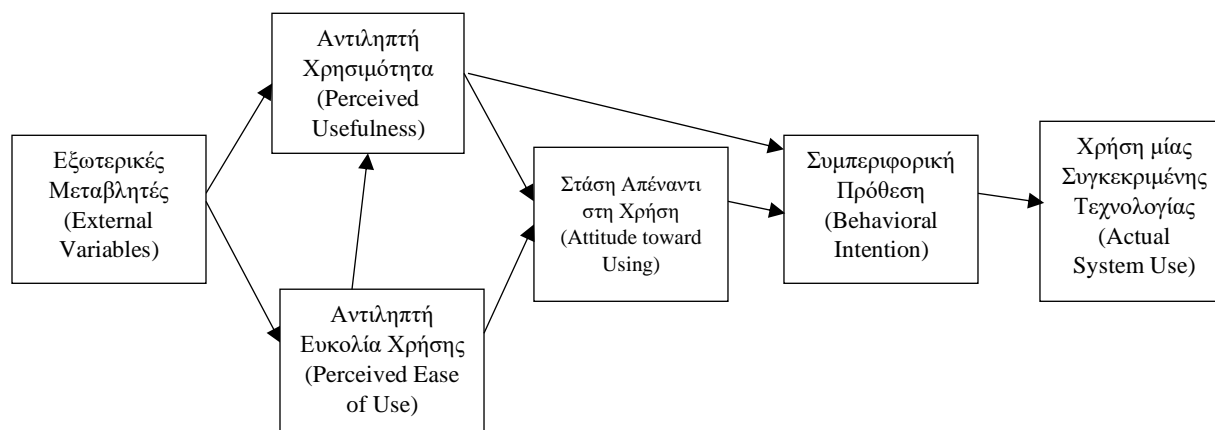 Αντιληπτή
Χρησιμότητα
(Perceived
Usefulness)
Εξωτερικές
Μεταβλητές
(External
Variables)
Αντιληπτή
Ευκολία Χρήσης
(Perceived Ease
of Use)
Στάση Απέναντι
στη Χρήση
(Attitude toward
Using)
Συμπεριφορική
Πρόθεση
(Behavioral
Intention)
Χρήση μίας
Συγκεκριμένης
Τεχνολογίας
(Actual
System Use)